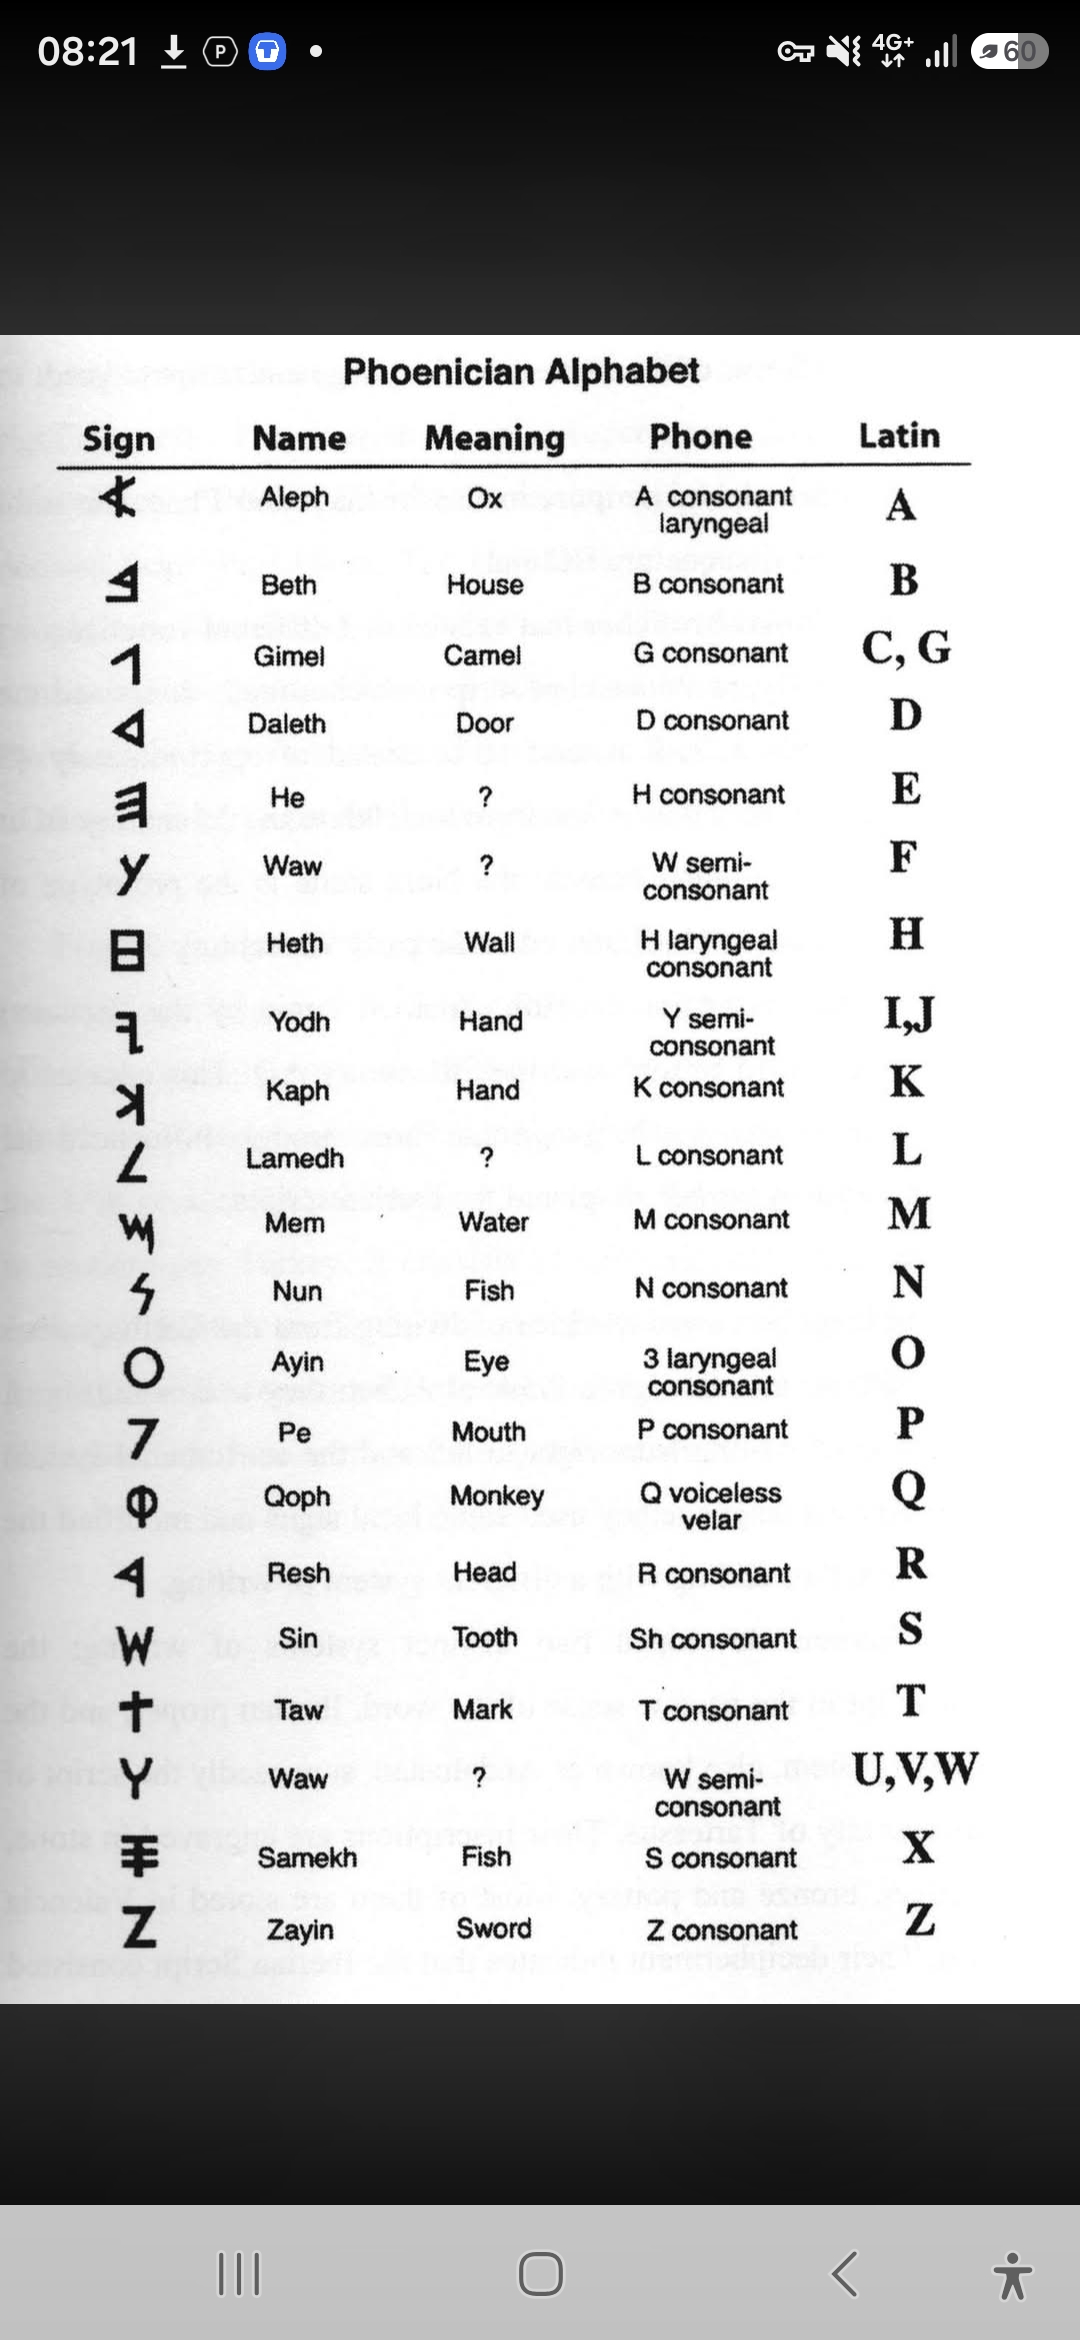 08:21 P 4G+ 60
Phoenician Alphabet
Sign Name Meaning Phone Latin
Aleph Ox A consonant laryngeal A
Beth House B consonant B
Gimel Camel G consonant C, G
Daleth Door D consonant D
He ? H consonant E
Waw ? W semi-consonant F
Heth Wall H laryngeal consonant H
Yodh Hand Y semi-consonant I,J
Kaph Hand K consonant K
Lamedh ? L consonant L
Mem Water M consonant M
Nun Fish N consonant N
Ayin Eye 3 laryngeal consonant O
Pe Mouth P consonant P
Qoph Monkey Q voiceless velar Q
Resh Head R consonant R
Sin Tooth Sh consonant S
Taw Mark T consonant T
Waw ? W semi-consonant U,V,W
Samekh Fish S consonant X
Zayin Sword Z consonant Z